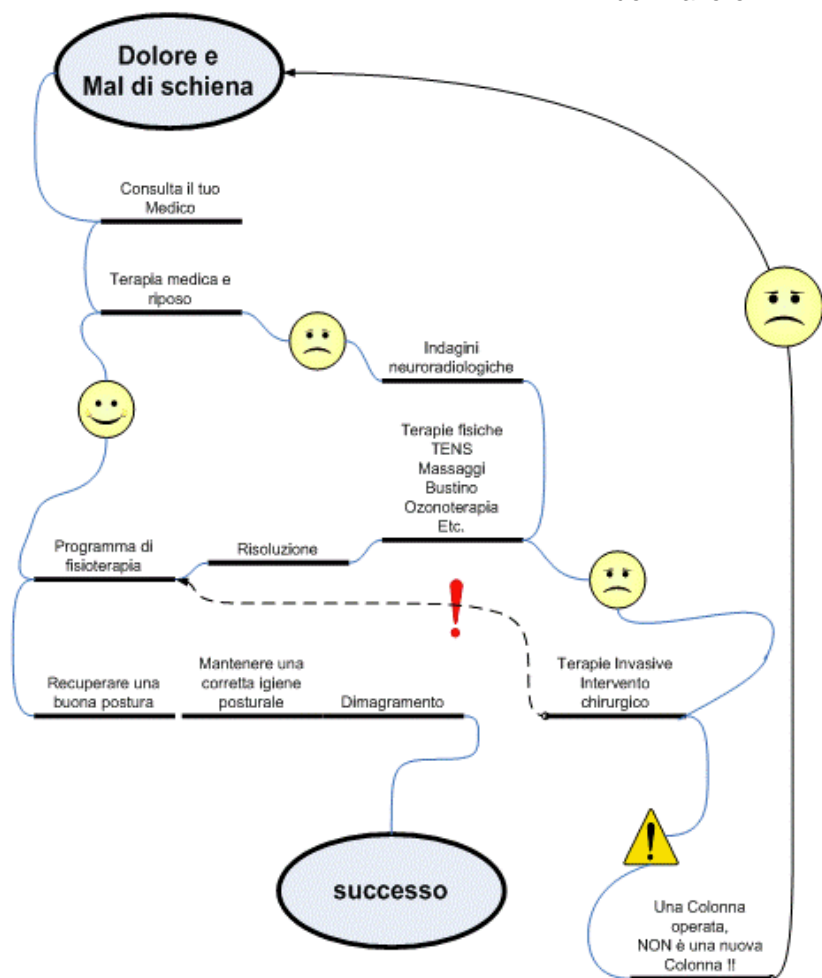 Dolore e
Mal di schiena
Consulta il tuo
Medico
Terapia medica e
riposo
Indagini
neuroradiologiche
Terapie fisiche
TENS
Massaggi
Bustino
Ozonoterapia
Etc.
Programma di
fisioterapia
Risoluzione
Terapie Invasive
Intervento
chirurgico
Recuperare una
buona postura
Mantenere una
corretta igiene
posturale
Dimagramento
successo
Una Colonna
operata,
NON è una nuova
Colonna !!